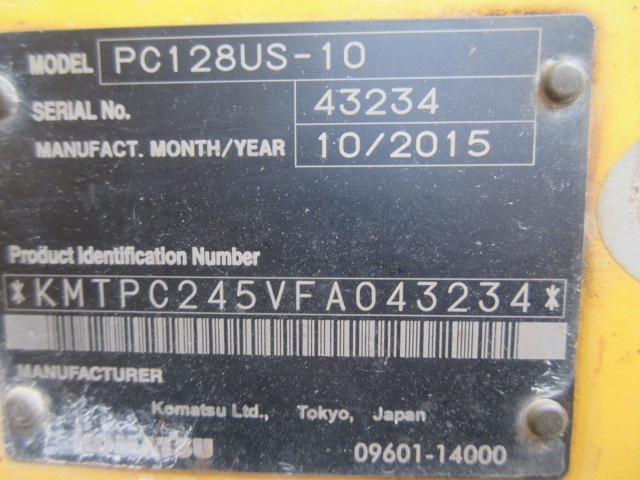 MODEL PC128US-10
SERIAL No. 43234
MANUFACT. MONTH/YEAR 10/2015
Product Identification Number
*KMTPC245VFA043234*
MANUFACTURER
Komatsu Ltd., Tokyo, Japan
KOMATSU 09601-14000